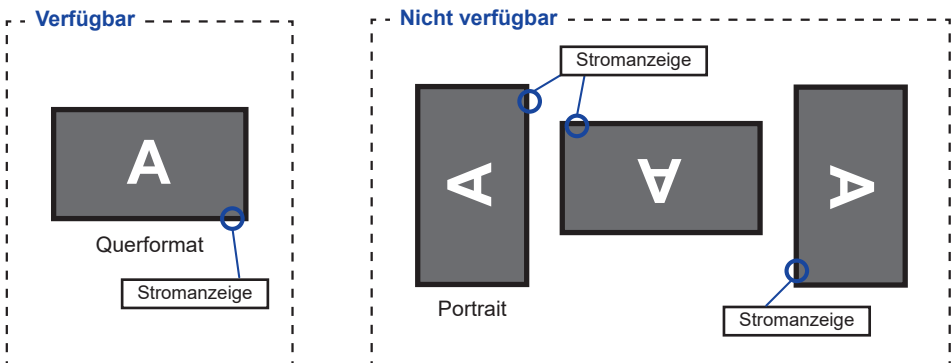 Verfügbar
A
Querformat
Stromanzeige
Nicht verfügbar
Stromanzeige
A
A
A
Portrait
Stromanzeige